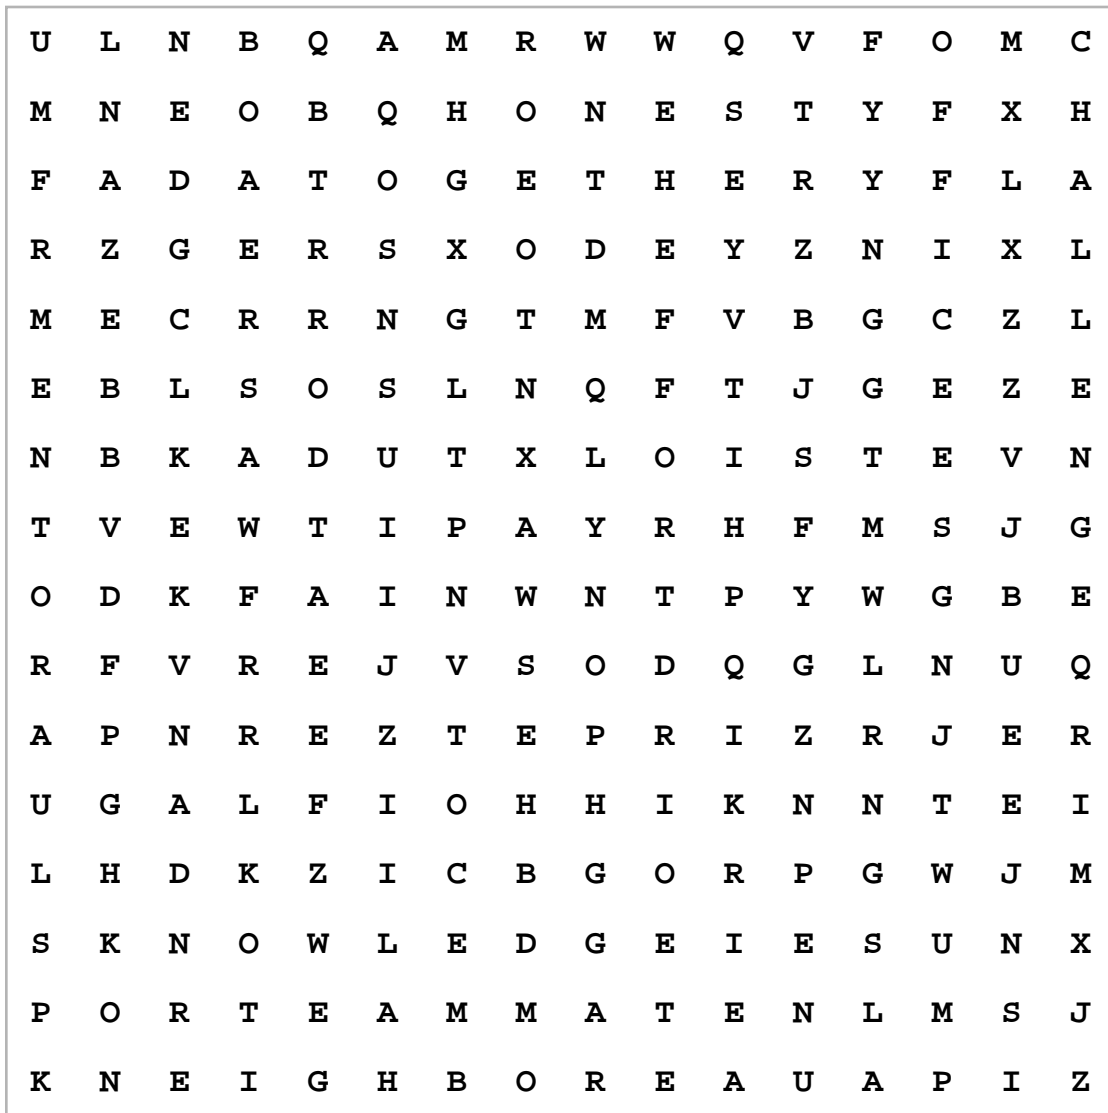 U L N B Q A M R W W Q V F O M C
M N E O B Q H O N E S T Y F X H
F A D A T O G E T H E R Y F L A
R Z G E R S X O D E Y Z N I X L
M E C R R N G T M F V B G C Z L
E B L S O S L N Q F T J G E Z E
N B K A D U T X L O I S T E V N
T V E W T I P A Y R H F M S J G
O D K F A I N W N T P Y W G B E
R F V R E J V S O D Q G L N U Q
A P N R E Z T E P R I Z R J E R
U G A L F I O H H I K N N T E I
L H D K Z I C B G O R P G W J M
S K N O W L E D G E I E S U N X
P O R T E A M M A T E N L M S J
K N E I G H B O R E A U A P I Z